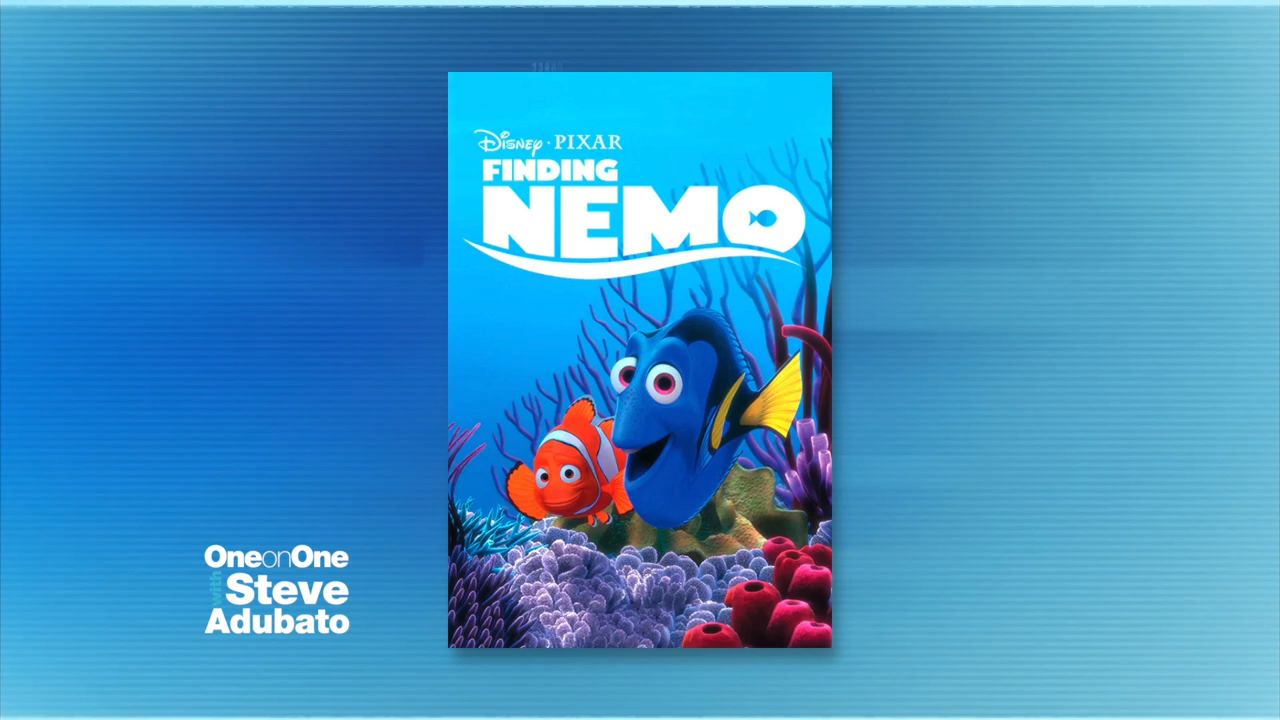 Disney · PIXAR
FINDING
NEMO
OneonOne
with Steve
Adubato